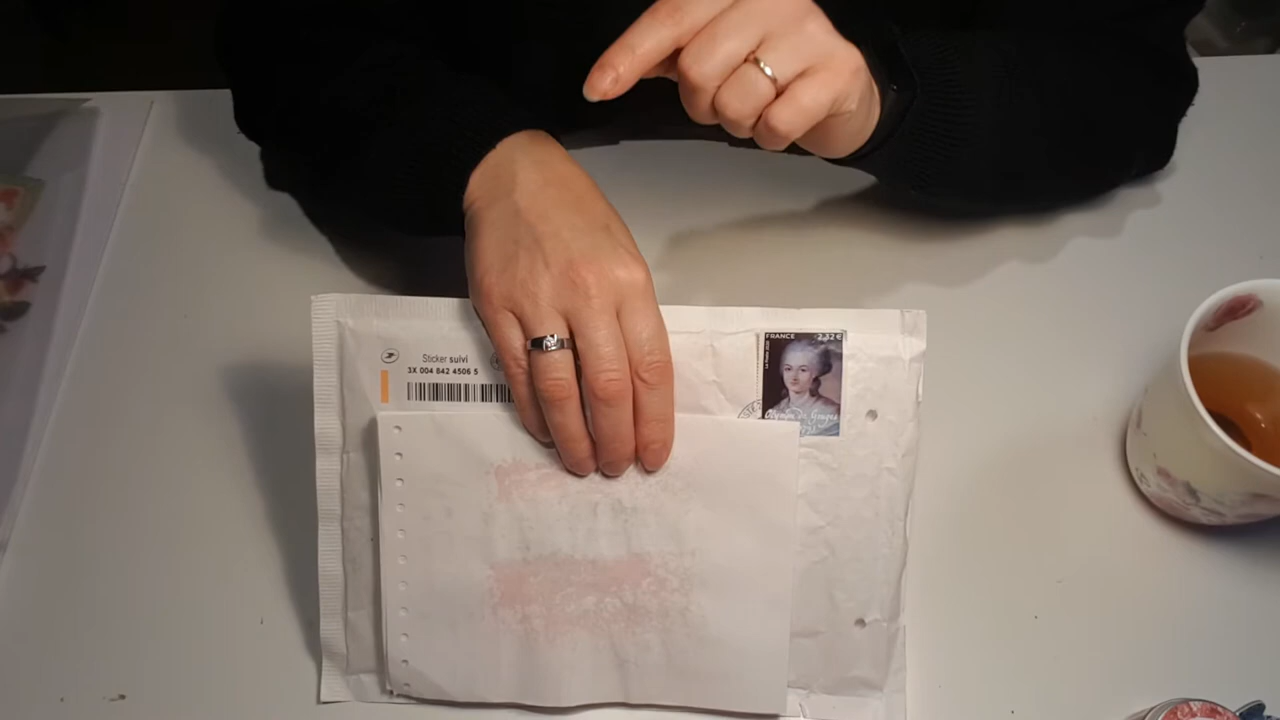 Sticker suivi
3X 004 842 4506 5
FRANCE 2,32 €
Olympe de Gouges